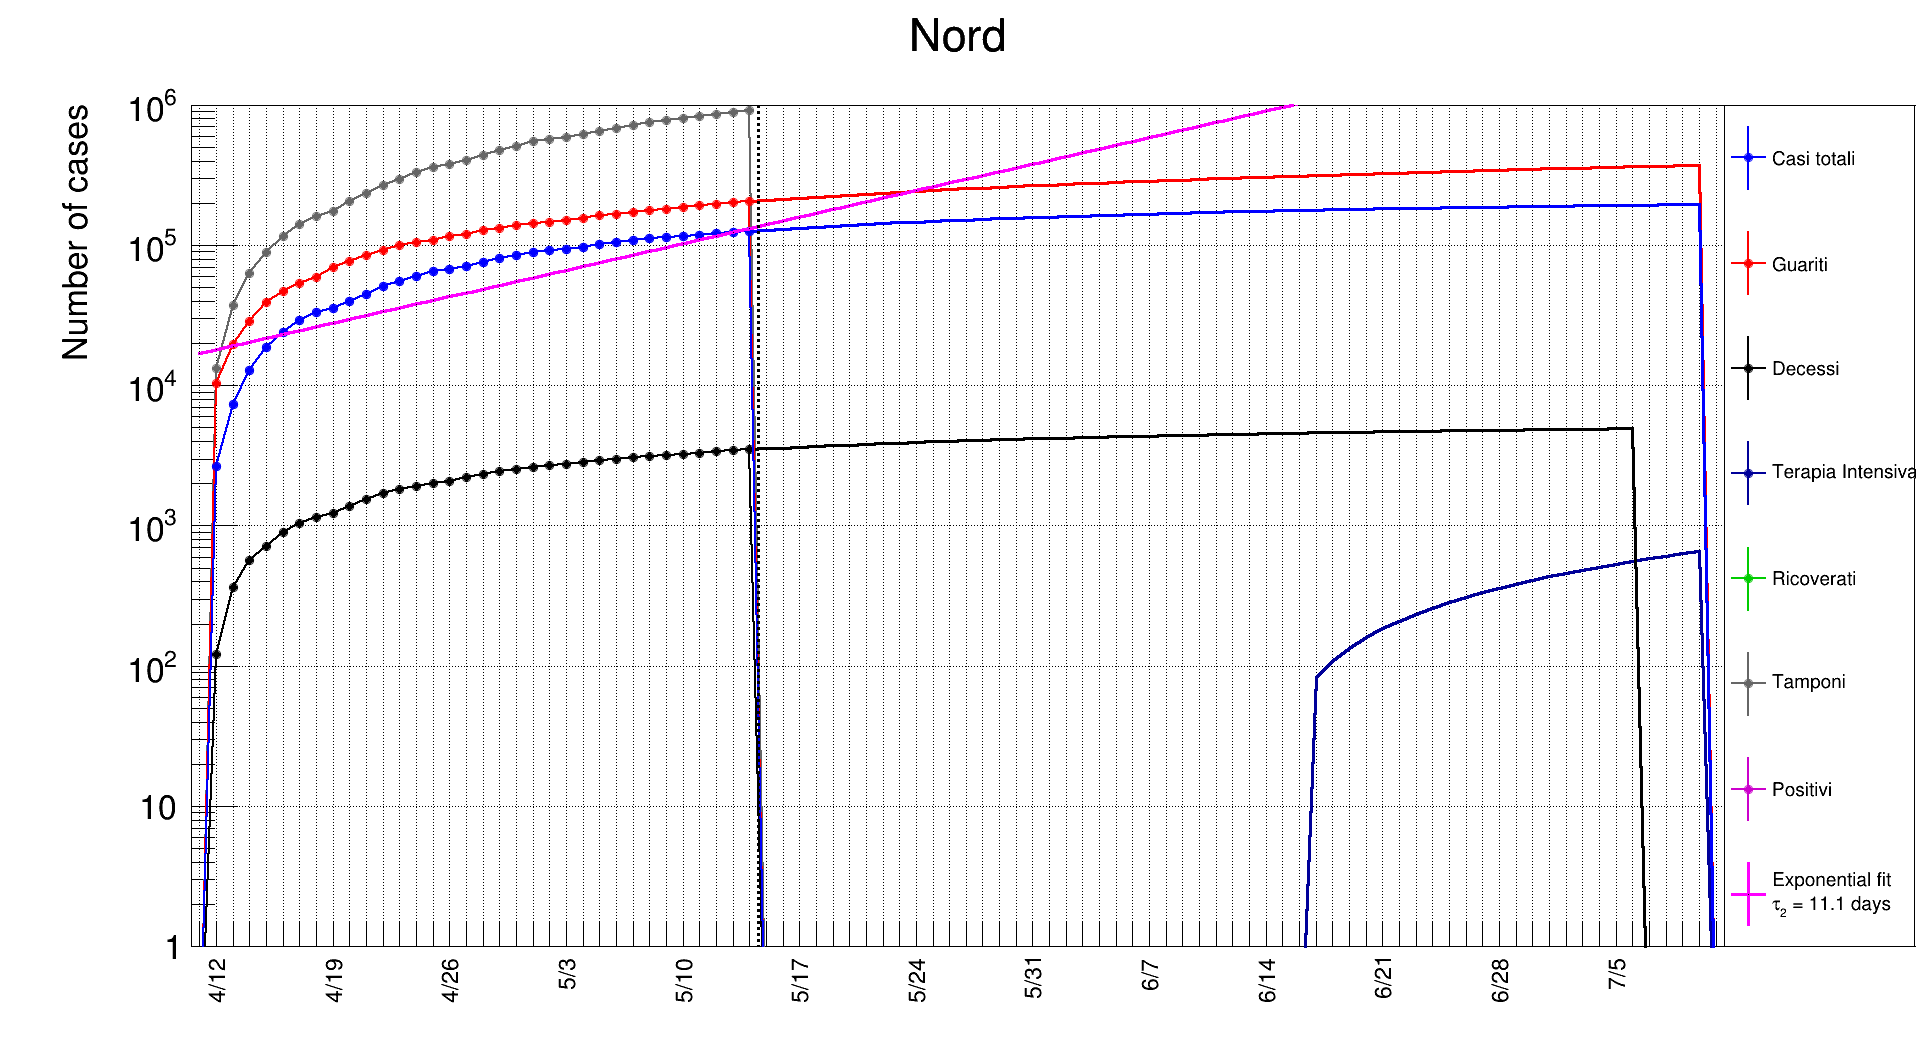 Nord
Number of cases
10^6
10^5
10^4
10^3
10^2
10
1
4/12
4/19
4/26
5/3
5/10
5/17
5/24
5/31
6/7
6/14
6/21
6/28
7/5
Casi totali
Guariti
Decessi
Terapia Intensiva
Ricoverati
Tamponi
Positivi
Exponential fit
τ₂ = 11.1 days